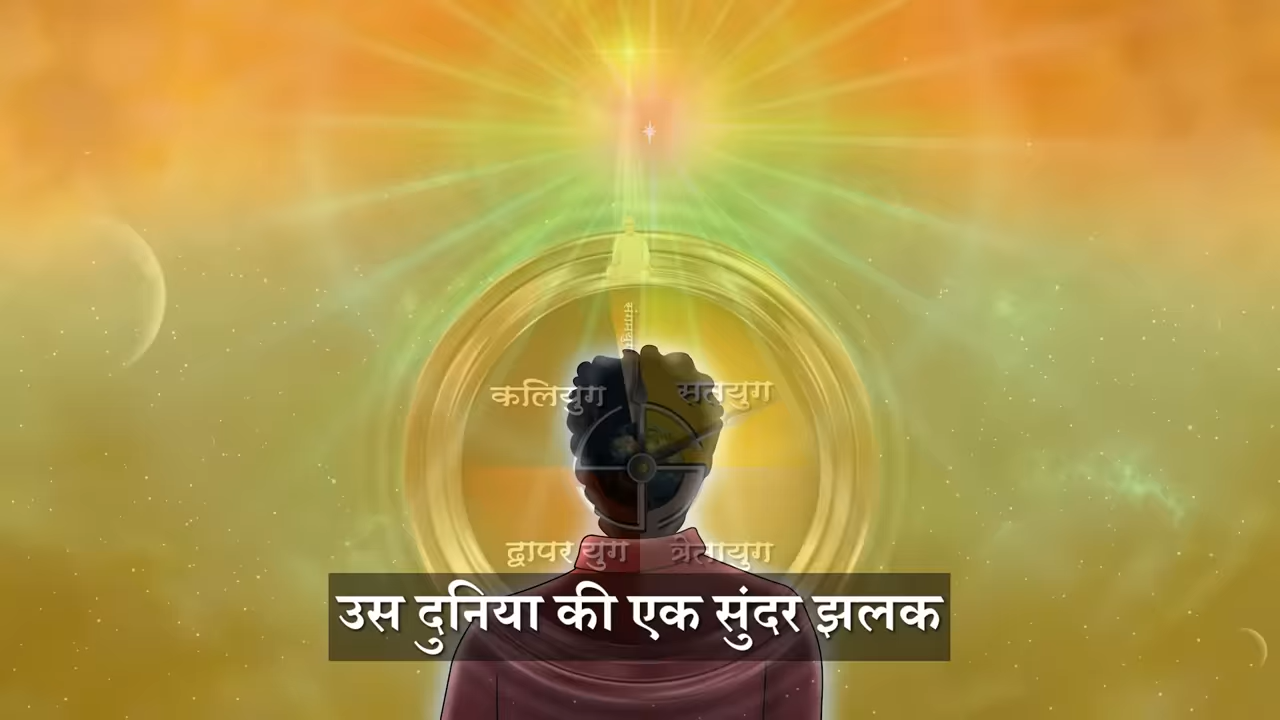 कलियुग सतयुग
द्वापर युग त्रेतायुग
उस दुनिया की एक सुंदर झलक